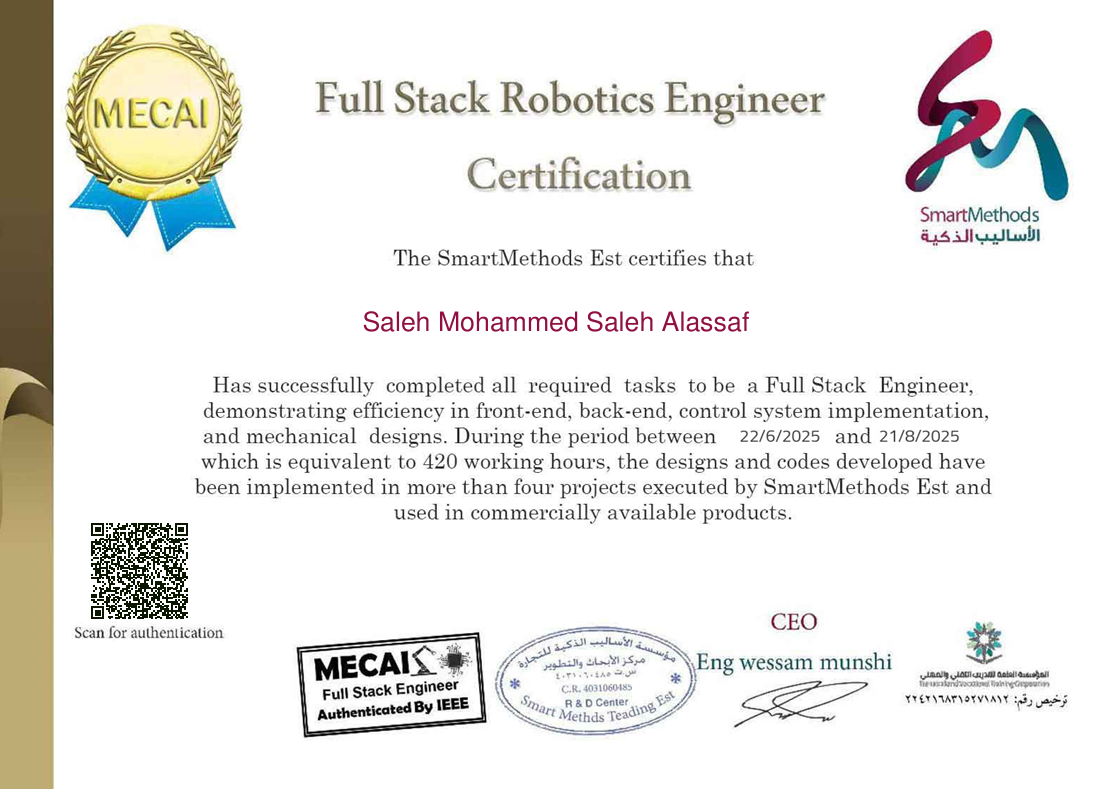 MECAI
Full Stack Robotics Engineer
Certification
SmartMethods
الأساليب الذكية
The SmartMethods Est certifies that
Saleh Mohammed Saleh Alassaf
Has successfully completed all required tasks to be a Full Stack Engineer,
demonstrating efficiency in front-end, back-end, control system implementation,
and mechanical designs. During the period between 22/6/2025 and 21/8/2025
which is equivalent to 420 working hours, the designs and codes developed have
been implemented in more than four projects executed by SmartMethods Est and
used in commercially available products.
Scan for authentication
MECAI
Full Stack Engineer
Authenticated By IEEE
مؤسسة الأساليب الذكية للتجارة
مركز الأبحاث والتطوير
س.ت ٤٠٣١٠٦٠٤٨٥
C.R. 4031060485
R & D Center
Smart Methds Teading Est
CEO
Eng wessam munshi
المؤسسة العامة للتدريب التقني والمهني
Technical and Vocational Training Corporation
ترخيص رقم: ٢٢٤٢١٦٨٣١٥٢٧١٨١٢